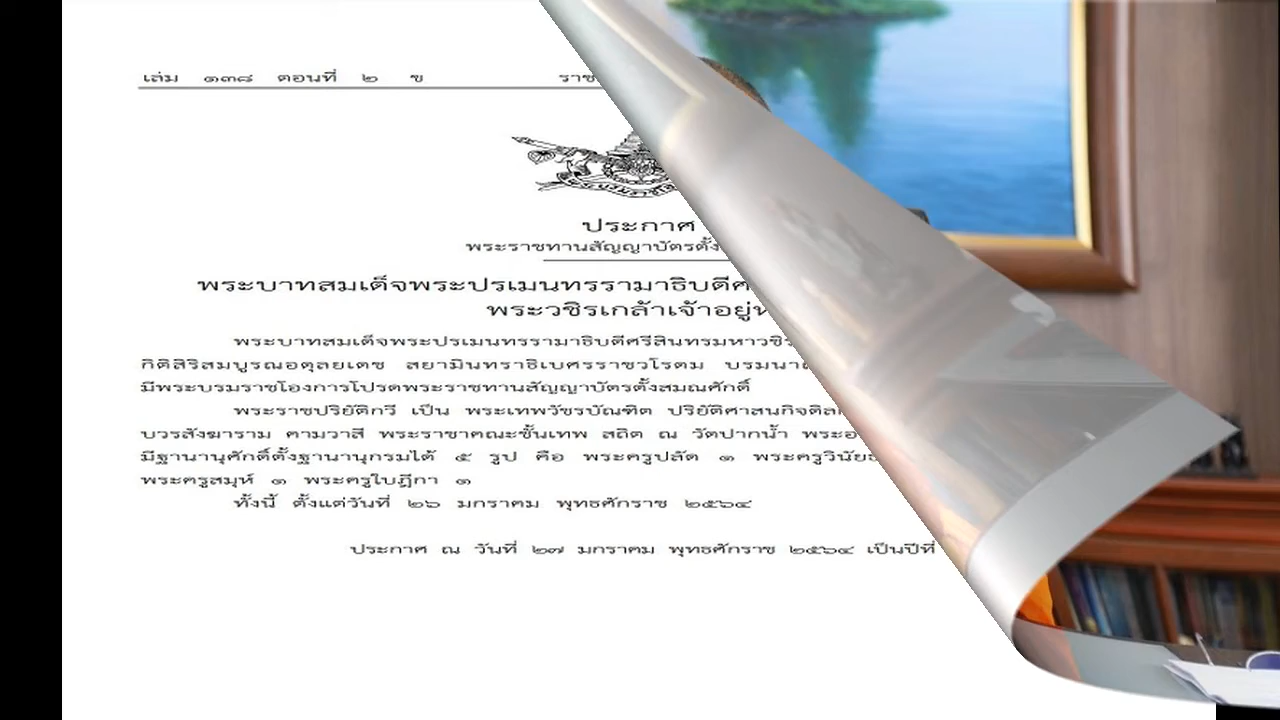 เล่ม ๑๓๘ ตอนที่ ๒ ข ราช
ประกาศ
พระราชทานสัญญาบัตรตั้ง
พระบาทสมเด็จพระปรเมนทรรามาธิบดีศ
พระวชิรเกล้าเจ้าอยู่ห
พระบาทสมเด็จพระปรเมนทรรามาธิบดีศรีสินทรมหาวชิร
กิติสิริสมบูรณอดุลยเดช สยามินทราธิเบศรราชวโรดม บรมนาถ
มีพระบรมราชโองการโปรดพระราชทานสัญญาบัตรตั้งสมณศักดิ์
พระราชปริยัติกวี เป็น พระเทพวัชรบัณฑิต ปริยัติศาสนกิจดิลก
บวรสังฆาราม คามวาสี พระราชาคณะชั้นเทพ สถิต ณ วัดปากน้ำ พระอ
มีฐานานุศักดิ์ตั้งฐานานุกรมได้ ๕ รูป คือ พระครูปลัด ๑ พระครูวินัยธ
พระครูสมุห์ ๑ พระครูใบฎีกา ๑
ทั้งนี้ ตั้งแต่วันที่ ๒๖ มกราคม พุทธศักราช ๒๕๖๔
ประกาศ ณ วันที่ ๒๗ มกราคม พุทธศักราช ๒๕๖๔ เป็นปีที่